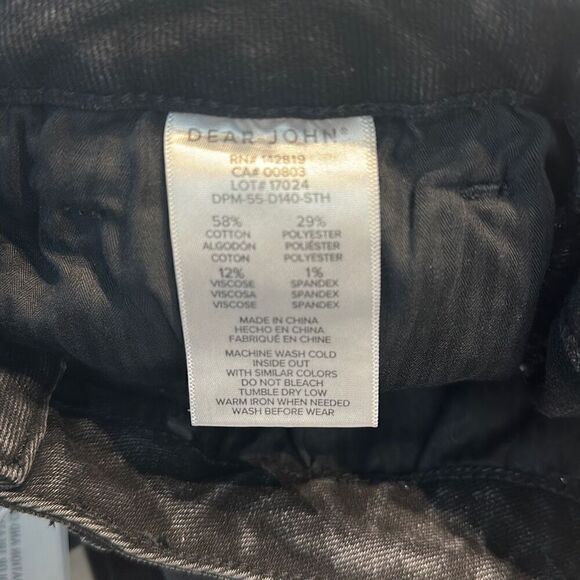 DEAR JOHN®
RN# 142819
CA# 00803
LOT# 17024
DPM-55-D140-STH
58% 29%
COTTON POLYESTER
ALGODÓN POLIÉSTER
COTON POLYESTER
12% 1%
VISCOSE SPANDEX
VISCOSA SPANDEX
VISCOSE SPANDEX
MADE IN CHINA
HECHO EN CHINA
FABRIQUÉ EN CHINE
MACHINE WASH COLD
INSIDE OUT
WITH SIMILAR COLORS
DO NOT BLEACH
TUMBLE DRY LOW
WARM IRON WHEN NEEDED
WASH BEFORE WEAR